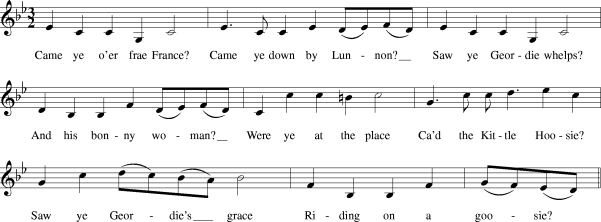 Came ye o'er frae France? Came ye down by Lun - non?__ Saw ye Geor - die whelps?
And his bon - ny wo - man?__ Were ye at the place Ca'd the Kit - tle Hoo - sie?
Saw ye Geor - die's ___ grace Ri - ding on a goo - sie?